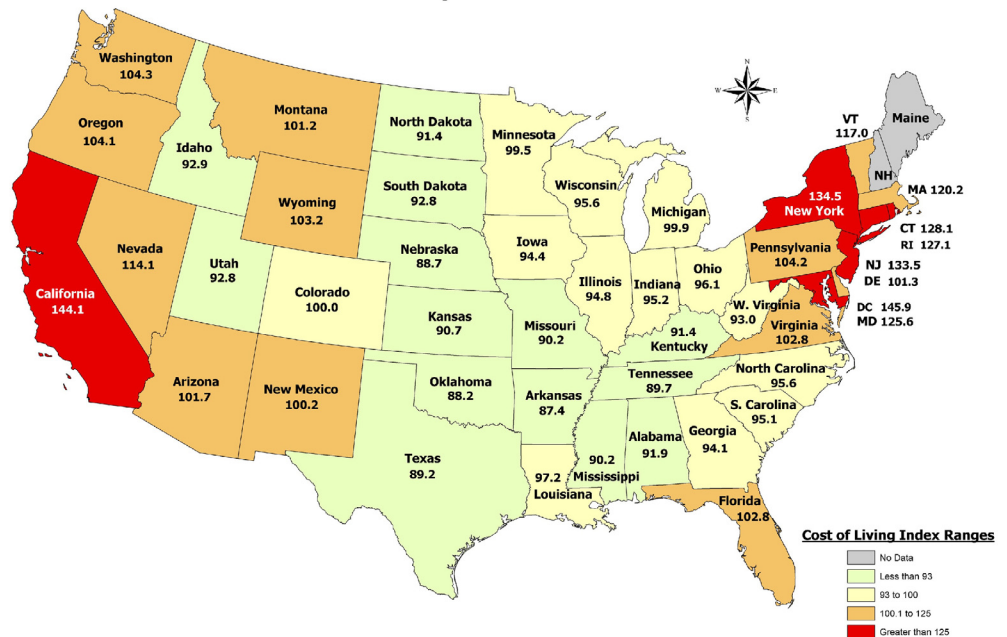 Washington
104.3
Oregon
104.1
Idaho
92.9
Montana
101.2
Wyoming
103.2
California
144.1
Nevada
114.1
Utah
92.8
Colorado
100.0
Arizona
101.7
New Mexico
100.2
North Dakota
91.4
South Dakota
92.8
Nebraska
88.7
Kansas
90.7
Oklahoma
88.2
Texas
89.2
Minnesota
99.5
Iowa
94.4
Missouri
90.2
Arkansas
87.4
97.2
Louisiana
Wisconsin
95.6
Illinois
94.8
Michigan
99.9
Indiana
95.2
Ohio
96.1
91.4
Kentucky
Tennessee
89.7
90.2
Mississippi
Alabama
91.9
Georgia
94.1
Florida
102.8
S. Carolina
95.1
North Carolina
95.6
W. Virginia
93.0
Virginia
102.8
Pennsylvania
104.2
134.5
New York
VT
117.0
NH
Maine
MA 120.2
CT 128.1
RI 127.1
NJ 133.5
DE 101.3
DC 145.9
MD 125.6
N
W
E
S
Cost of Living Index Ranges
No Data
Less than 93
93 to 100
100.1 to 125
Greater than 125